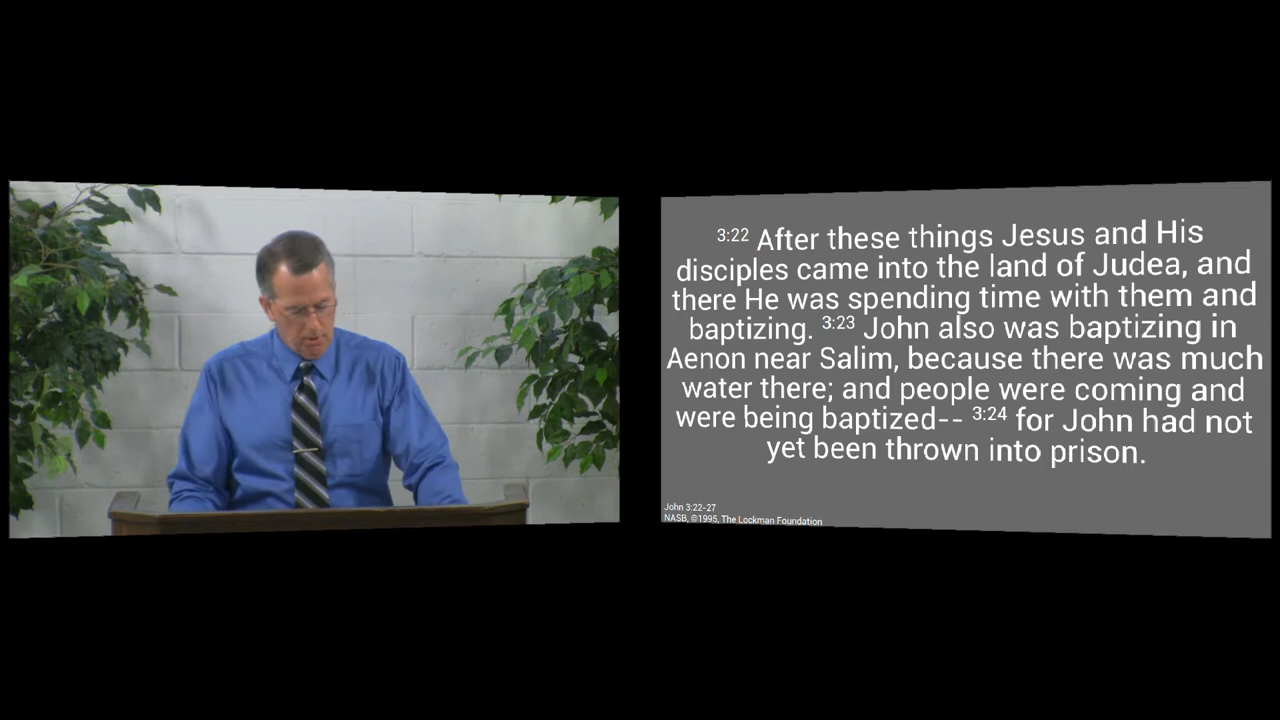 3:22 After these things Jesus and His
disciples came into the land of Judea, and
there He was spending time with them and
baptizing. 3:23 John also was baptizing in
Aenon near Salim, because there was much
water there; and people were coming and
were being baptized-- 3:24 for John had not
yet been thrown into prison.
John 3:22-27
NASB, ©1995, The Lockman Foundation